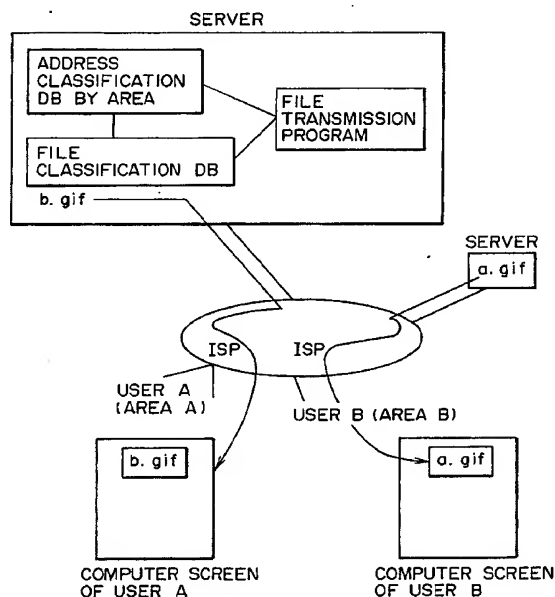 SERVER
ADDRESS
CLASSIFICATION
DB BY AREA
FILE
TRANSMISSION
PROGRAM
FILE
CLASSIFICATION DB
b. gif
SERVER
a. gif
ISP
ISP
USER A
(AREA A)
USER B (AREA B)
b. gif
a. gif
COMPUTER SCREEN
OF USER A
COMPUTER SCREEN
OF USER B